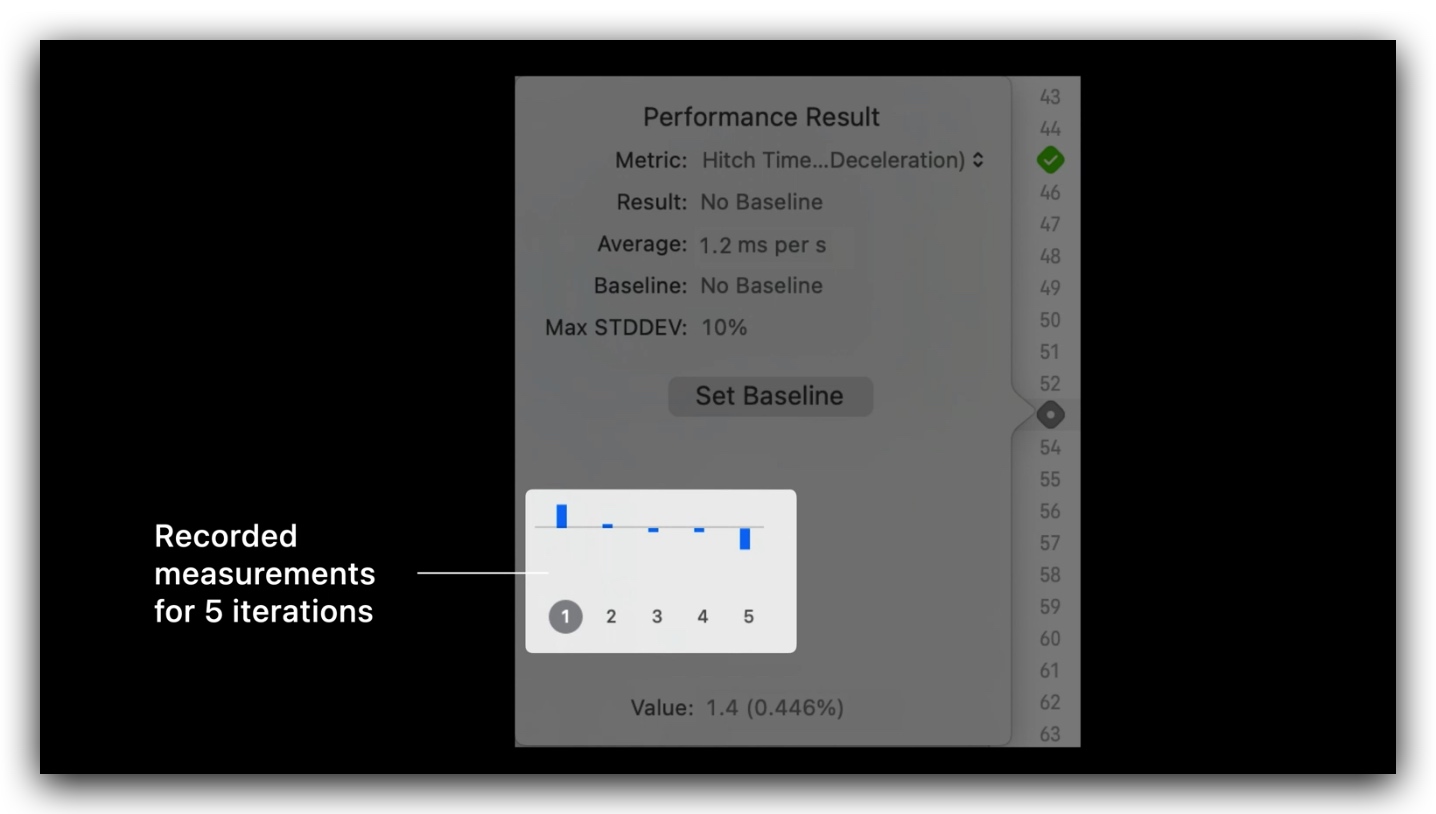 Performance Result
Metric: Hitch Time...Deceleration)
Result: No Baseline
Average: 1.2 ms per s
Baseline: No Baseline
Max STDDEV: 10%
Set Baseline
Recorded
measurements
for 5 iterations
1 2 3 4 5
Value: 1.4 (0.446%)
43
44
46
47
48
49
50
51
52
54
55
56
57
58
59
60
61
62
63